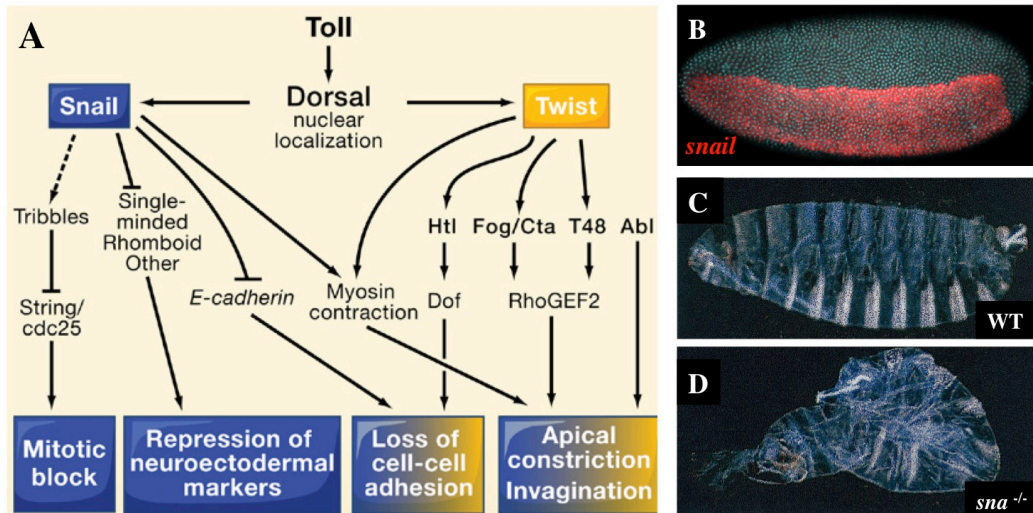 A
Toll
Dorsal
nuclear
localization
Snail
Twist
Tribbles
Single-
minded
Rhomboid
Other
String/
cdc25
E-cadherin
Myosin
contraction
Htl
Fog/Cta
T48
Abl
Dof
RhoGEF2
Mitotic
block
Repression of
neuroectodermal
markers
Loss of
cell-cell
adhesion
Apical
constriction
Invagination
B
snail
C
WT
D
sna -/-